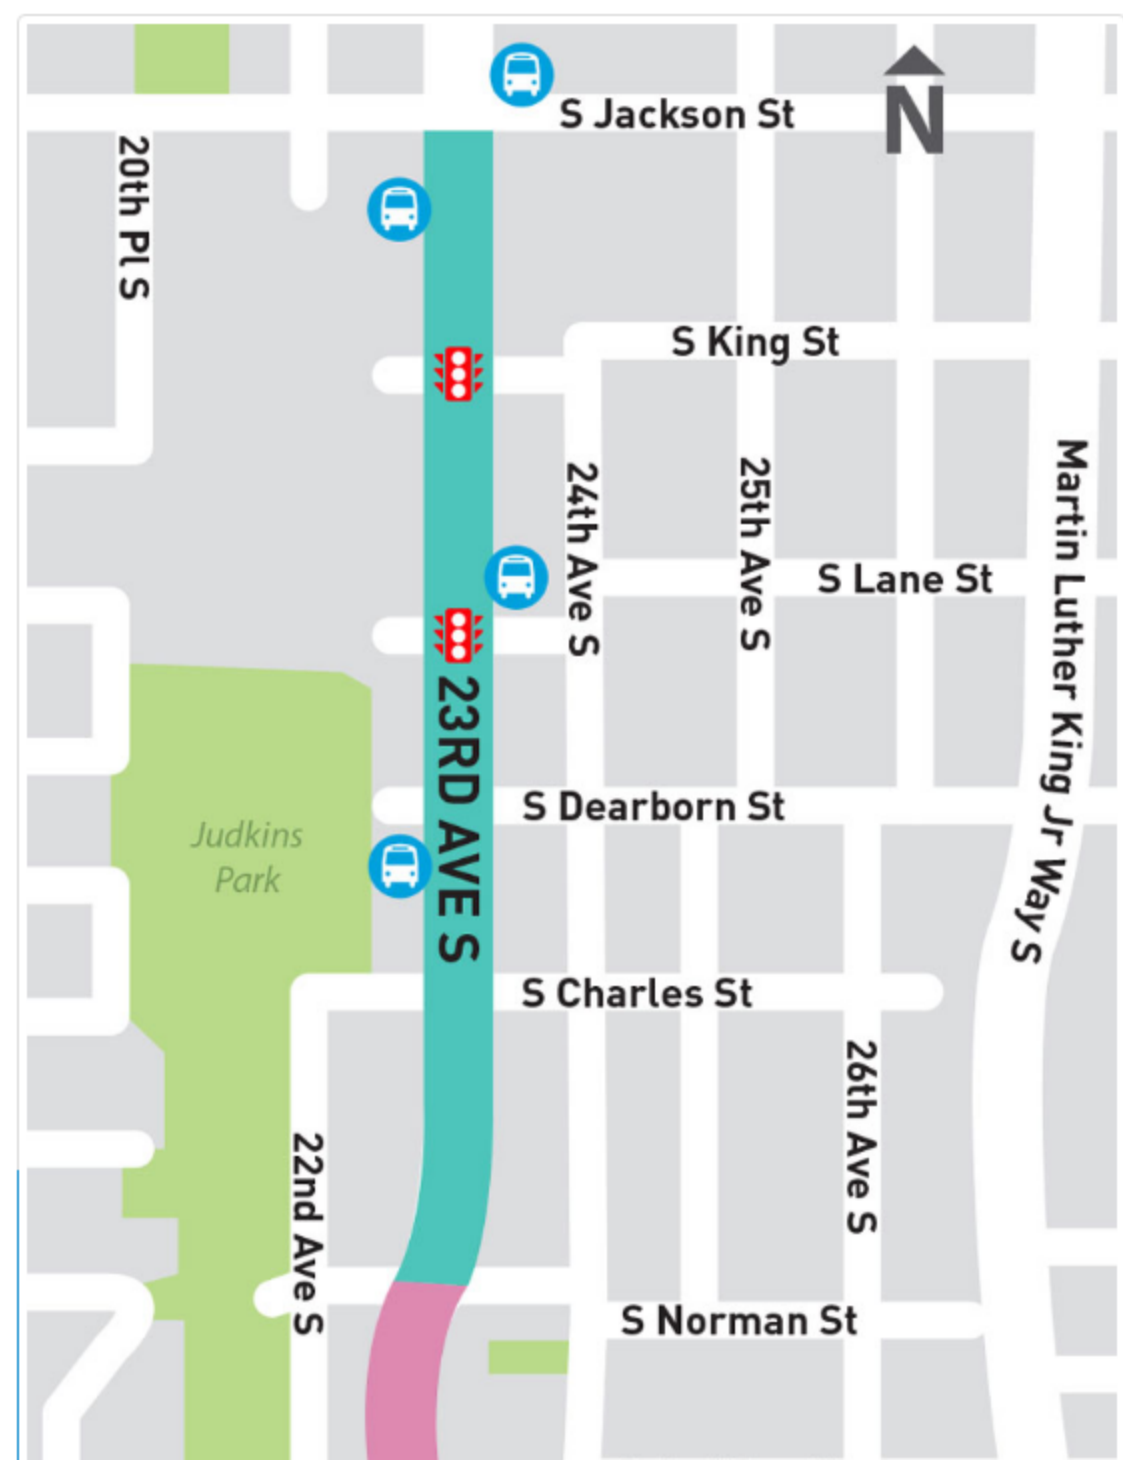 S Jackson St
N
20th Pl S
S King St
24th Ave S
25th Ave S
Martin Luther King Jr Way S
S Lane St
23RD AVE S
S Dearborn St
Judkins
Park
S Charles St
26th Ave S
22nd Ave S
S Norman St